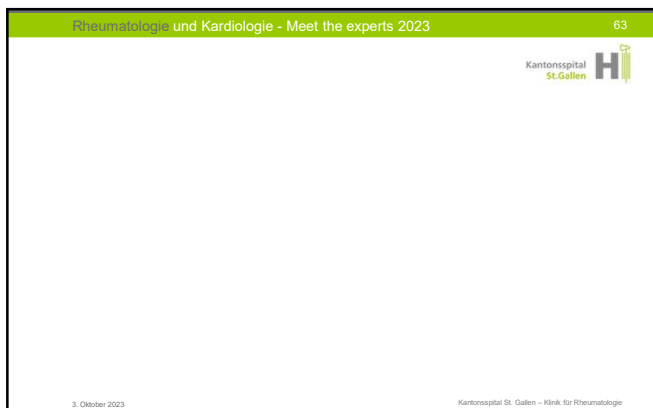 Rheumatologie und Kardiologie - Meet the experts 2023 63
Kantonsspital
St.Gallen
3. Oktober 2023 Kantonsspital St. Gallen – Klinik für Rheumatologie